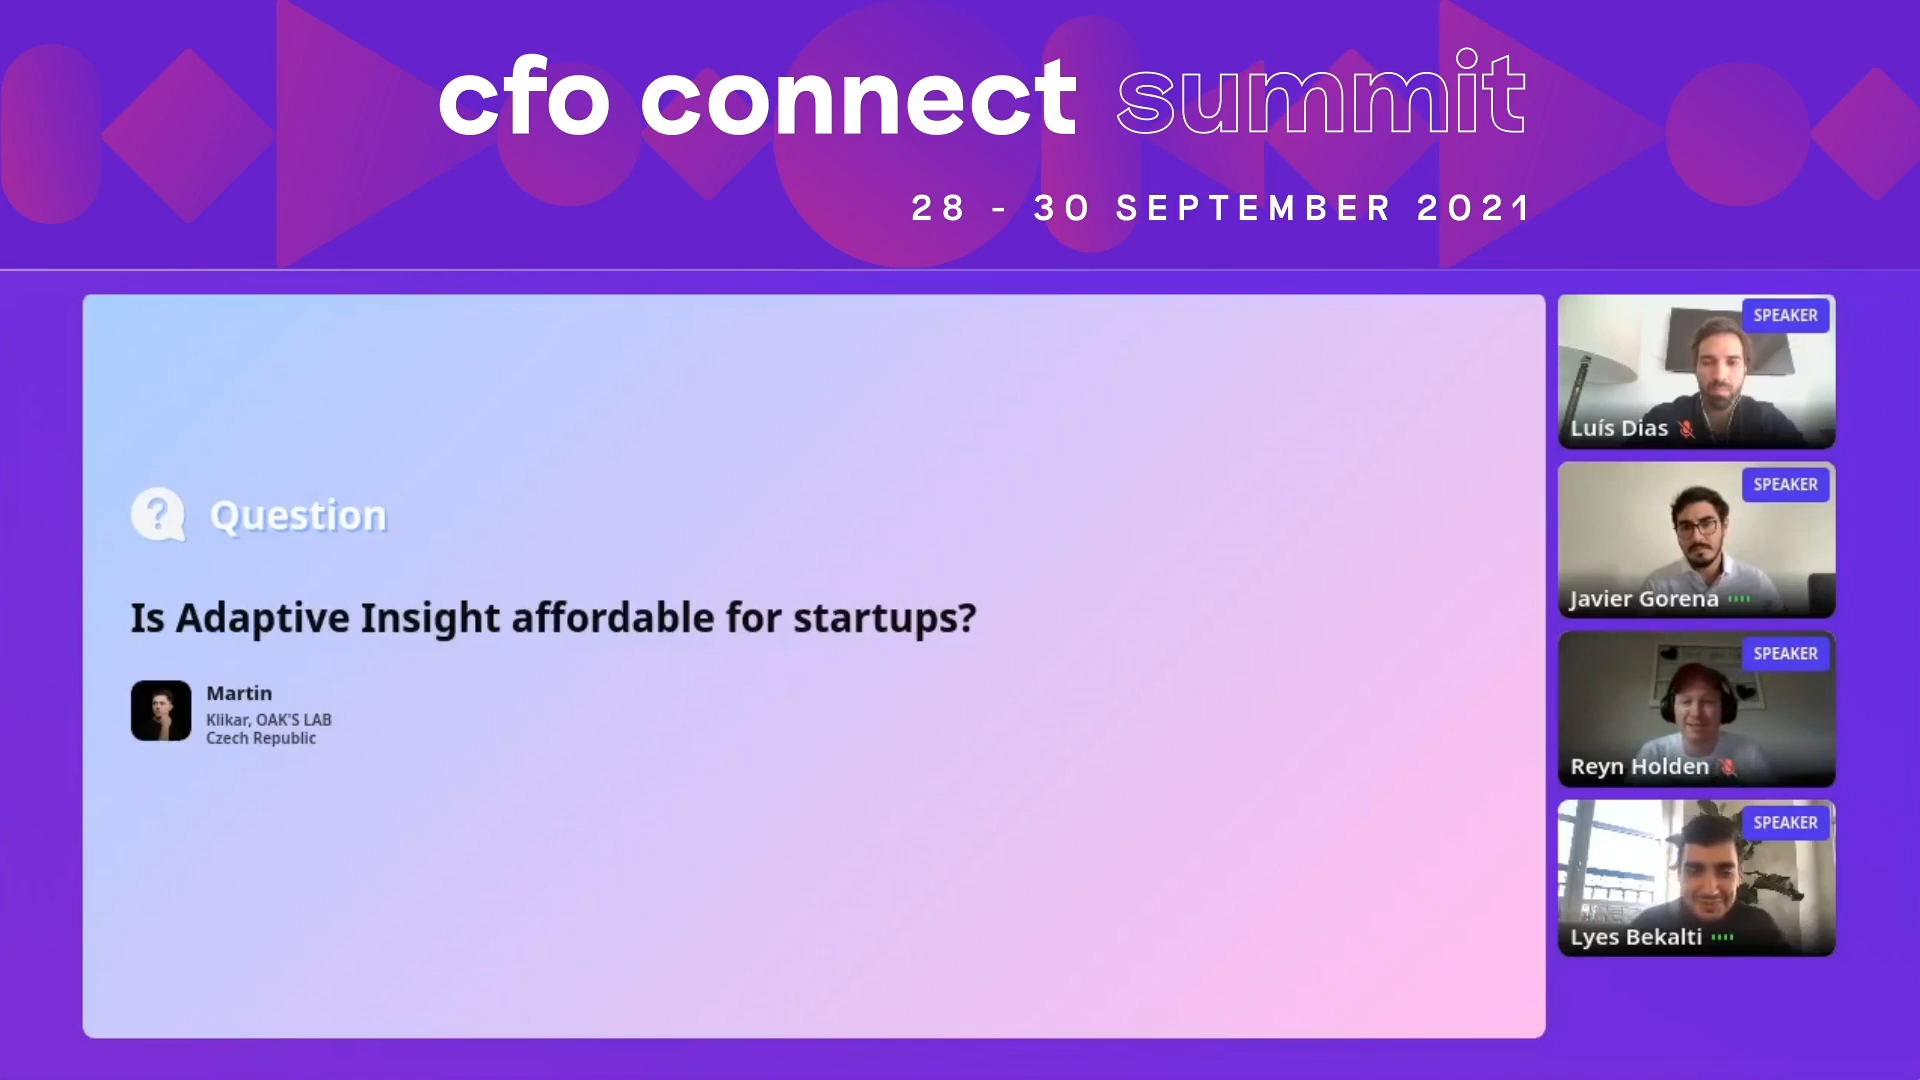 cfo connect summit
28 - 30 SEPTEMBER 2021
Question
Is Adaptive Insight affordable for startups?
Martin
Klikar, OAK'S LAB
Czech Republic
SPEAKER
Luís Dias
SPEAKER
Javier Gorena
SPEAKER
Reyn Holden
SPEAKER
Lyes Bekalti